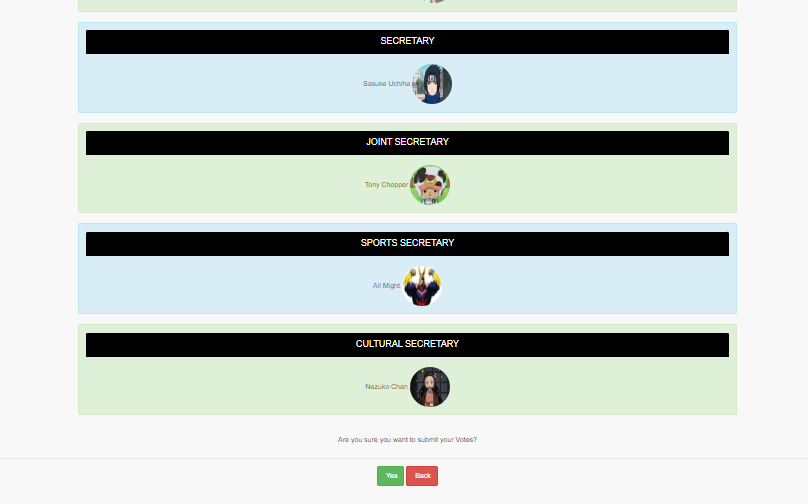 SECRETARY
Sasuke Uchiha
JOINT SECRETARY
Tony Chopper
SPORTS SECRETARY
All Might
CULTURAL SECRETARY
Nezuko Chan
Are you sure you want to submit your Votes?
Yes Back